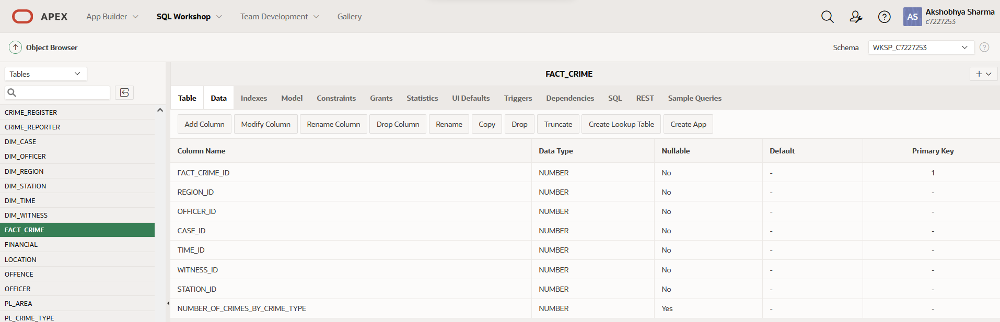 APEX App Builder SQL Workshop Team Development Gallery AS Akshobhya Sharma
c7227253
Object Browser Schema WKSP_C7227253
Tables
FACT_CRIME
Table Data Indexes Model Constraints Grants Statistics UI Defaults Triggers Dependencies SQL REST Sample Queries
Add Column Modify Column Rename Column Drop Column Rename Copy Drop Truncate Create Lookup Table Create App
CRIME_REGISTER
CRIME_REPORTER
DIM_CASE
DIM_OFFICER
DIM_REGION
DIM_STATION
DIM_TIME
DIM_WITNESS
FACT_CRIME
FINANCIAL
LOCATION
OFFENCE
OFFICER
PL_AREA
PL_CRIME_TYPE
Column Name Data Type Nullable Default Primary Key
FACT_CRIME_ID NUMBER No - 1
REGION_ID NUMBER No - -
OFFICER_ID NUMBER No - -
CASE_ID NUMBER No - -
TIME_ID NUMBER No - -
WITNESS_ID NUMBER No - -
STATION_ID NUMBER No - -
NUMBER_OF_CRIMES_BY_CRIME_TYPE NUMBER Yes - -